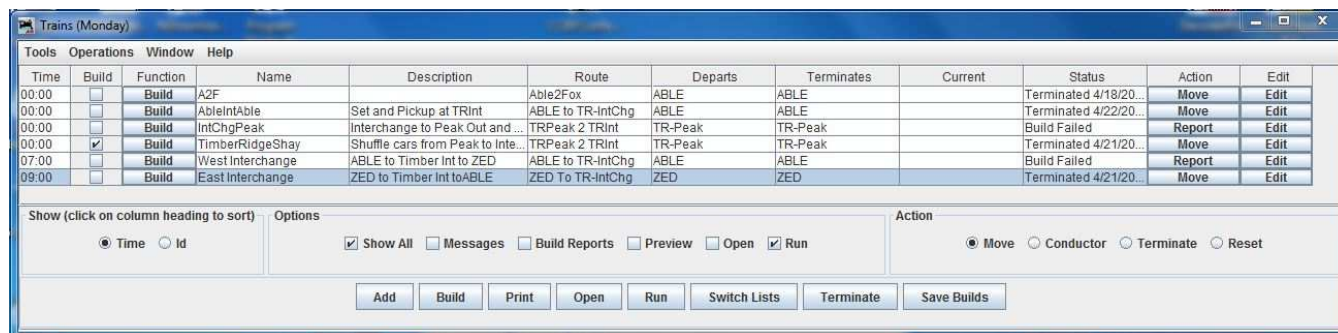 Trains (Monday)
Tools Operations Window Help
Time Build Function Name Description Route Departs Terminates Current Status Action Edit
00:00 Build A2F Able2Fox ABLE ABLE Terminated 4/18/20... Move Edit
00:00 Build AbleIntAble Set and Pickup at TRInt ABLE to TR-IntChg ABLE ABLE Terminated 4/22/20... Move Edit
00:00 Build IntChgPeak Interchange to Peak Out and ... TRPeak 2 TRInt TR-Peak TR-Peak Build Failed Report Edit
00:00 Build TimberRidgeShay Shuffle cars from Peak to Inte... TRPeak 2 TRInt TR-Peak TR-Peak Terminated 4/21/20... Move Edit
07:00 Build West Interchange ABLE to Timber Int to ZED ABLE to TR-IntChg ABLE ABLE Build Failed Report Edit
09:00 Build East Interchange ZED to Timber Int toABLE ZED To TR-IntChg ZED ZED Terminated 4/21/20... Move Edit
Show (click on column heading to sort) Options Action
Time Id Show All Messages Build Reports Preview Open Run Move Conductor Terminate Reset
Add Build Print Open Run Switch Lists Terminate Save Builds